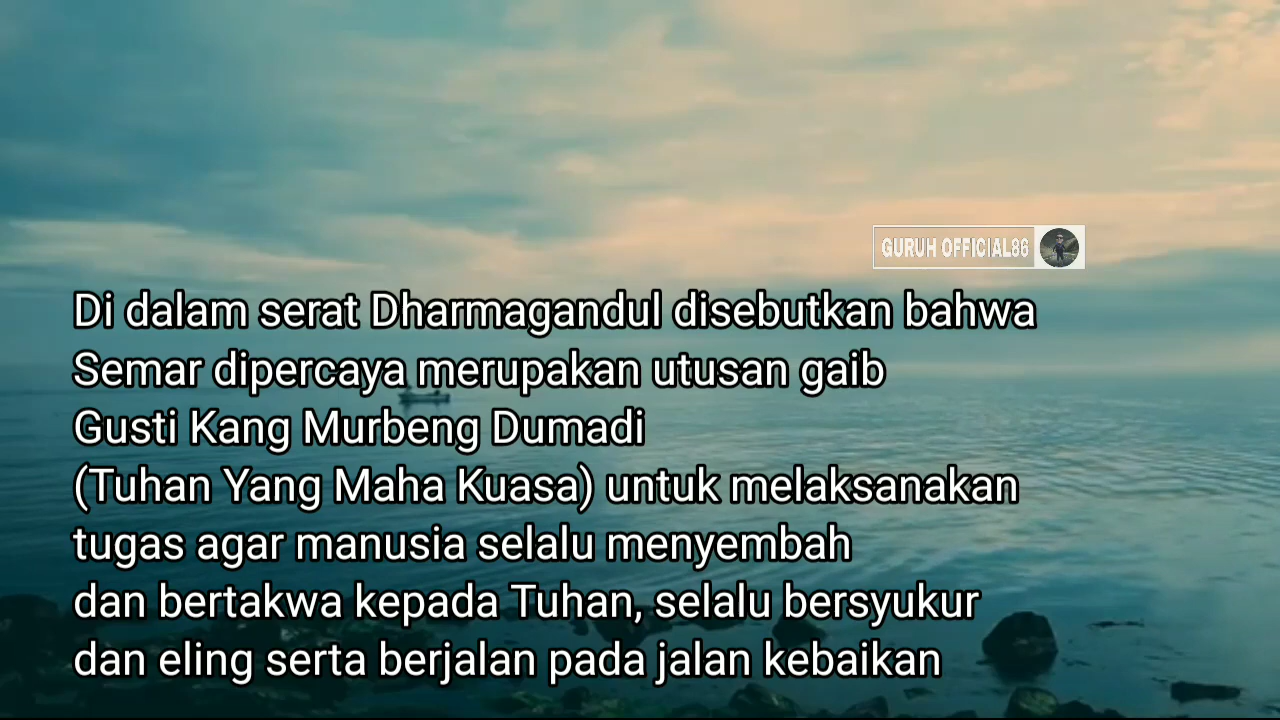 GURUH OFFICIAL86
Di dalam serat Dharmagandul disebutkan bahwa
Semar dipercaya merupakan utusan gaib
Gusti Kang Murbeng Dumadi
(Tuhan Yang Maha Kuasa) untuk melaksanakan
tugas agar manusia selalu menyembah
dan bertakwa kepada Tuhan, selalu bersyukur
dan eling serta berjalan pada jalan kebaikan